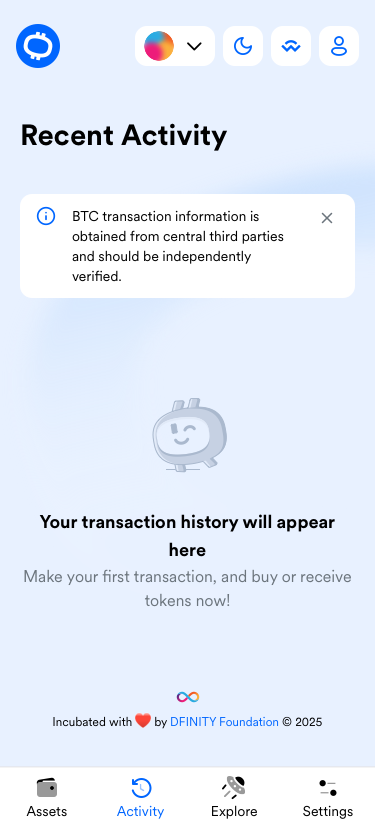 Recent Activity
BTC transaction information is
obtained from central third parties
and should be independently
verified.
Your transaction history will appear
here
Make your first transaction, and buy or receive
tokens now!
Incubated with ❤️ by DFINITY Foundation © 2025
Assets
Activity
Explore
Settings